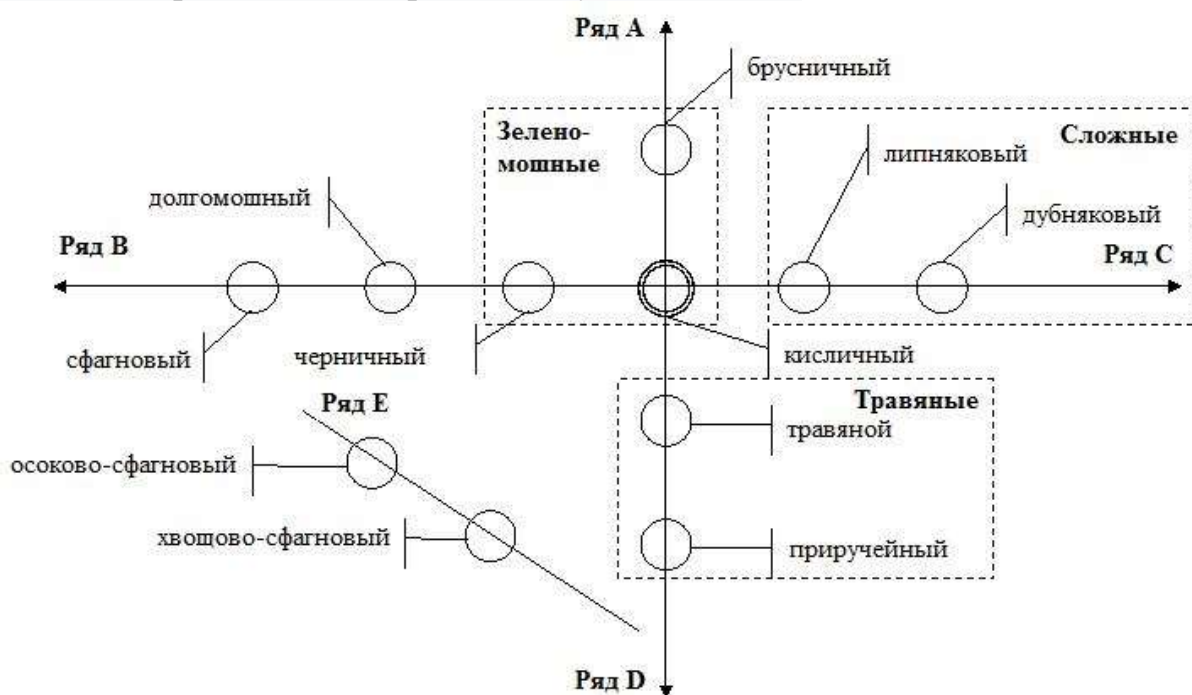 Ряд А
брусничный
Зелено-
мошные
Сложные
липняковый
долгомошный
дубняковый
Ряд В
Ряд С
сфагновый
черничный
кисличный
Ряд Е
Травяные
травяной
осоково-сфагновый
хвощово-сфагновый
приручейный
Ряд D